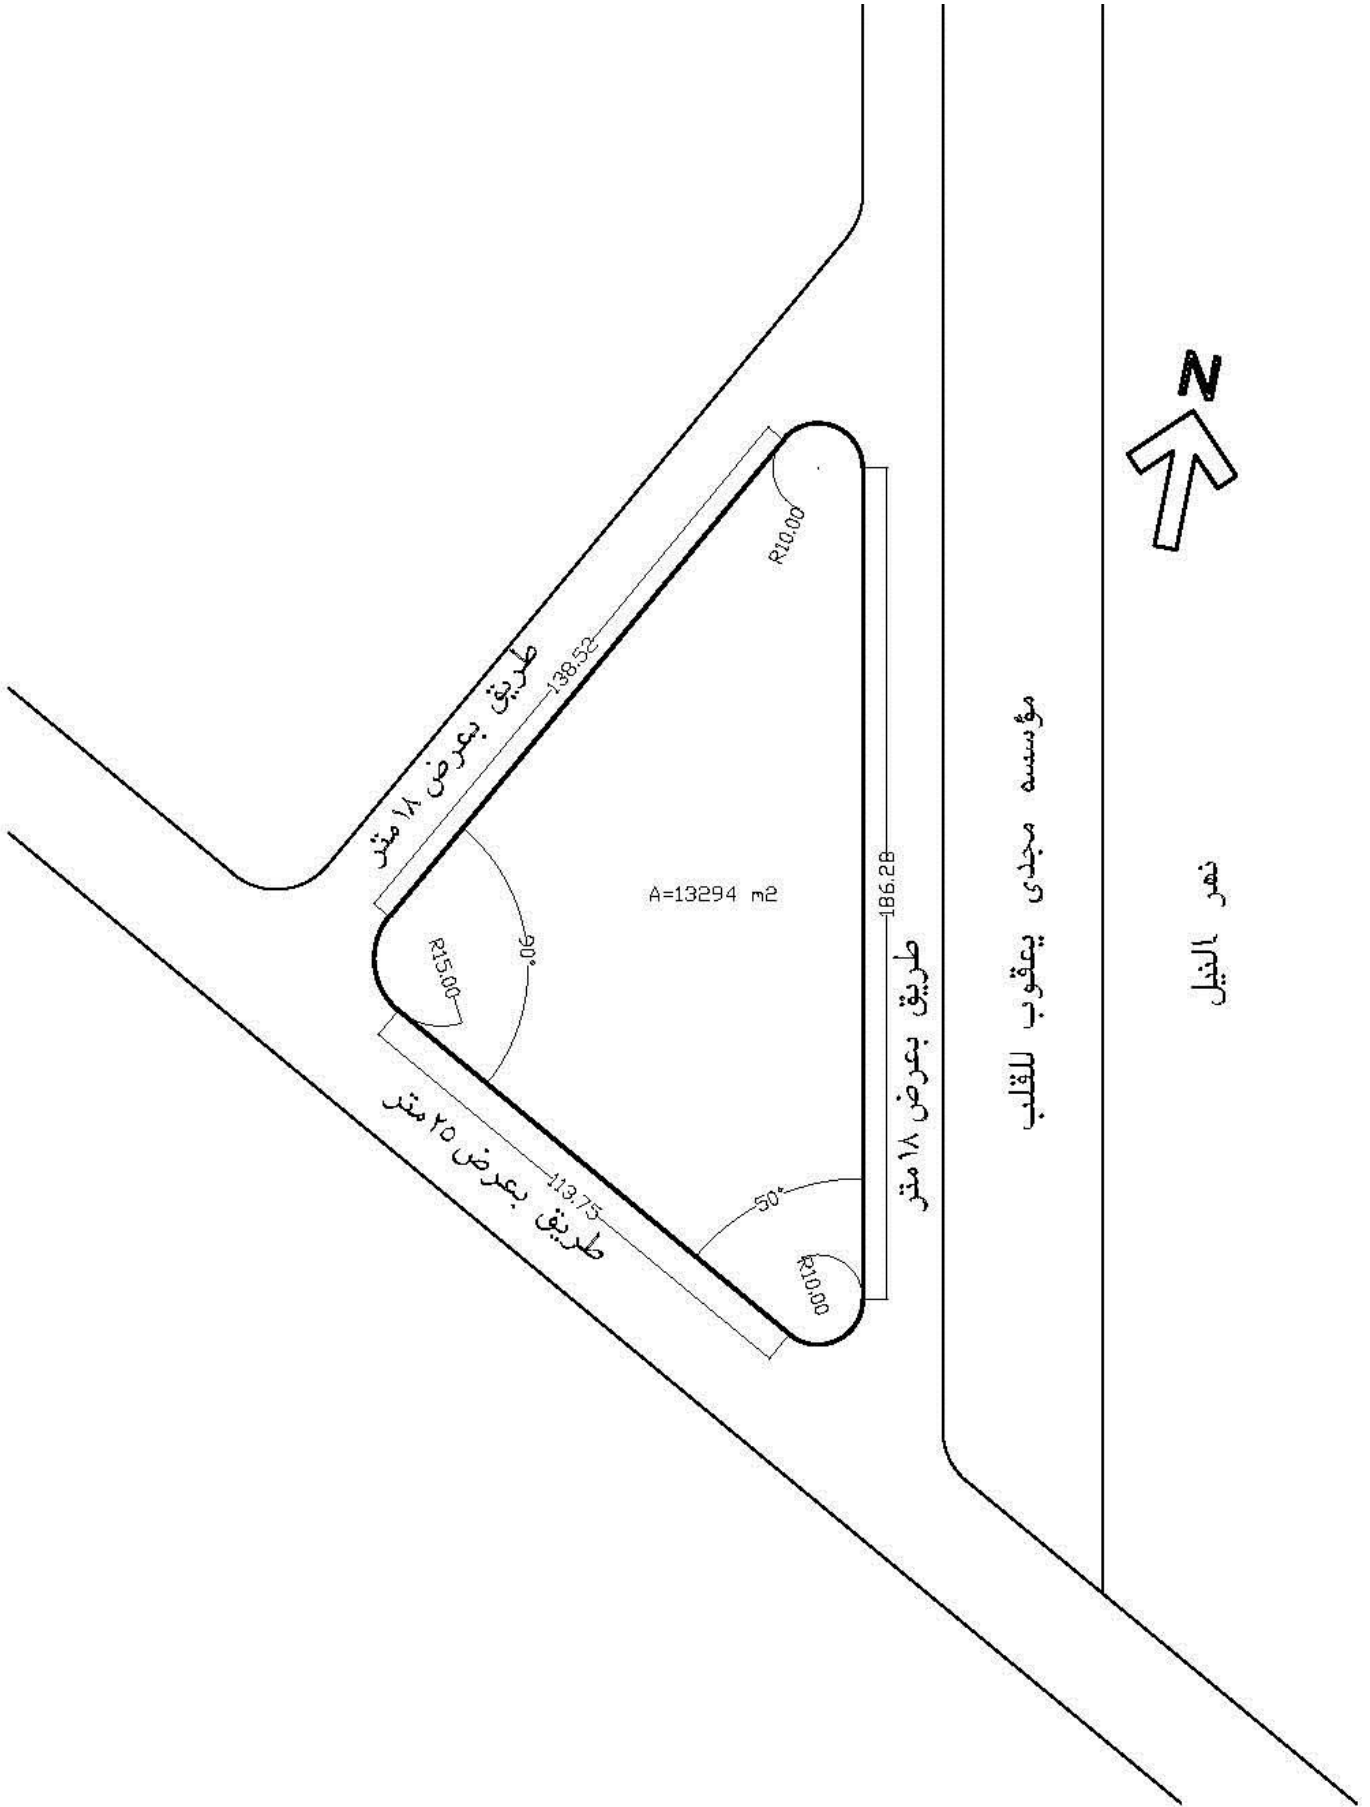 N
R10.00
138.52
طريق بعرض ١٨ متر
A=13294 m2
186.28
90°
R15.00
طريق بعرض ١٨ متر
مؤسسه مجدى يعقوب للقلب
نهر النيل
50°
113.75
طريق بعرض ٢٥ متر
R10.00